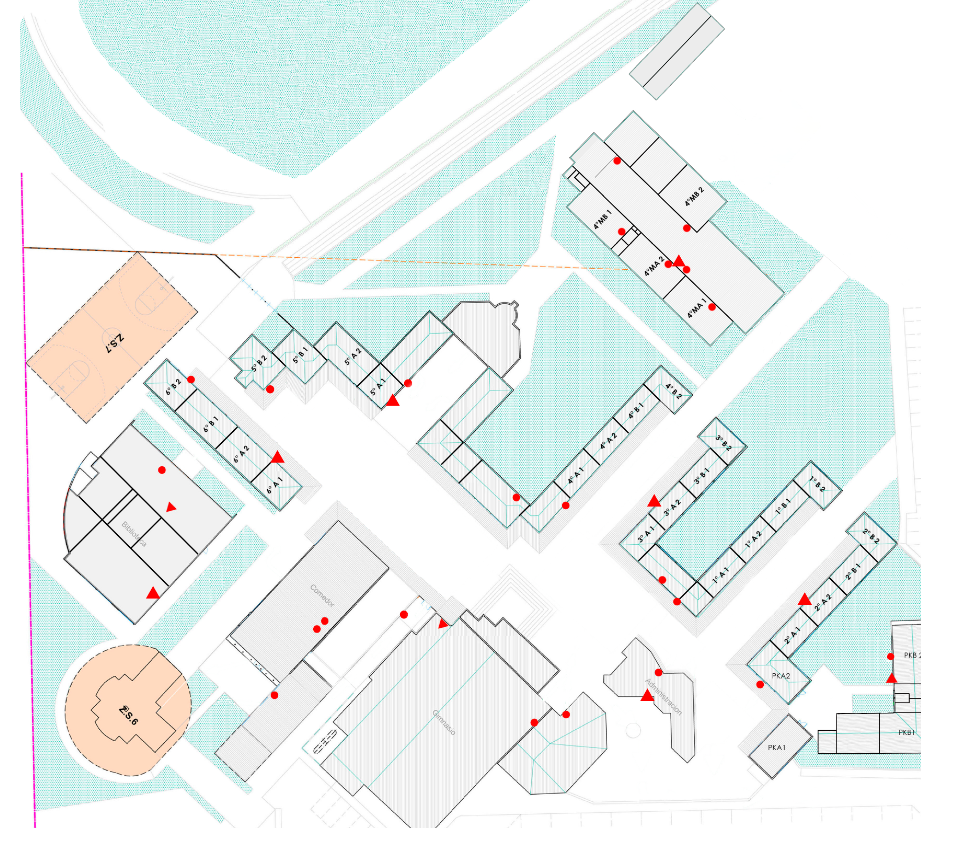 4°MB 2
4°MB 1
4°MA 2
4°MA 1
Z.S.7
5° B 2
5° B 1
5° A 2
5° A 1
6° B 2
6° B 1
6° A 2
6° A 1
4° B 2
4° B 1
4° A 2
4° A 1
3° B 2
3° B 1
3° A 2
3° A 1
1° B 2
1° B 1
1° A 2
1° A 1
2° B 2
2° B 1
2° A 2
2° A 1
Biblioteca
Comedor
Gimnasio
Administración
PKA2
PKA1
PKB 2
PKB1
Z.S.6